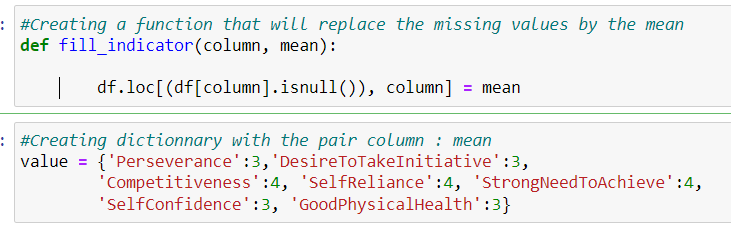 : #Creating a function that will replace the missing values by the mean
def fill_indicator(column, mean):
df.loc[(df[column].isnull()), column] = mean
: #Creating dictionnary with the pair column : mean
value = {'Perseverance':3,'DesireToTakeInitiative':3,
'Competitiveness':4, 'SelfReliance':4, 'StrongNeedToAchieve':4,
'SelfConfidence':3, 'GoodPhysicalHealth':3}